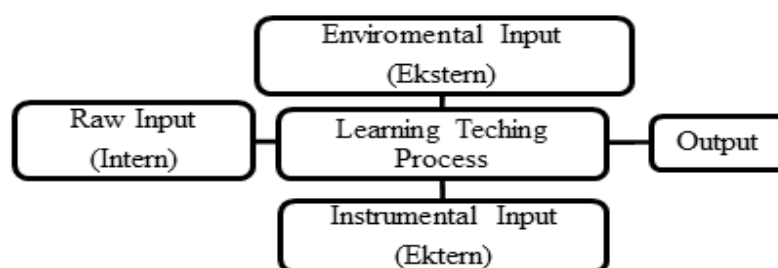 Enviromental Input
(Ekstern)
Raw Input
(Intern)
Learning Teching
Process
Output
Instrumental Input
(Ektern)